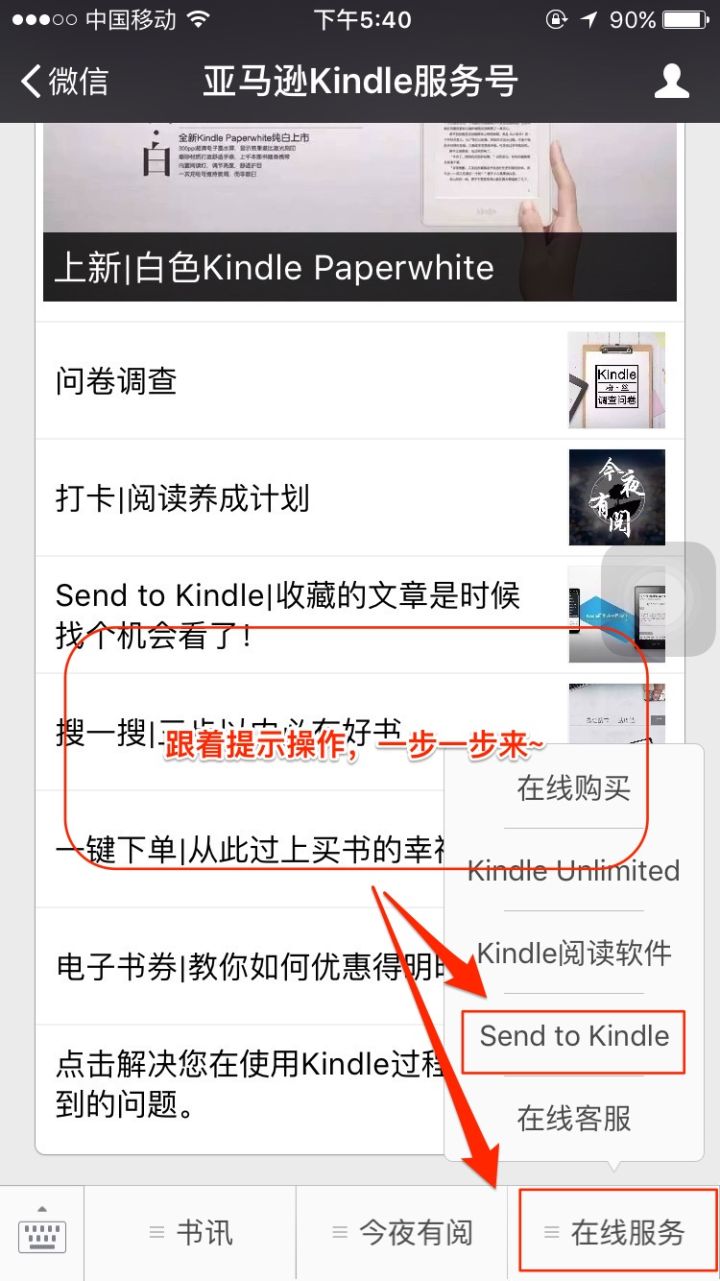 中国移动 下午5:40 90%
微信 亚马逊Kindle服务号
白
全新Kindle Paperwhite纯白上市
上新|白色Kindle Paperwhite
|问卷调查
Kindle
调查问卷
打卡|阅读养成计划
今夜有阅
Send to Kindle|收藏的文章是时候
找个机会看了！
搜一搜|三步以内必有好书
跟着提示操作，一步一步来~
一键下单|从此过上买书的幸
电子书券|教你如何优惠得明
点击解决您在使用Kindle过程
到的问题。
在线购买
Kindle Unlimited
Kindle阅读软件
Send to Kindle
在线客服
书讯
今夜有阅
在线服务